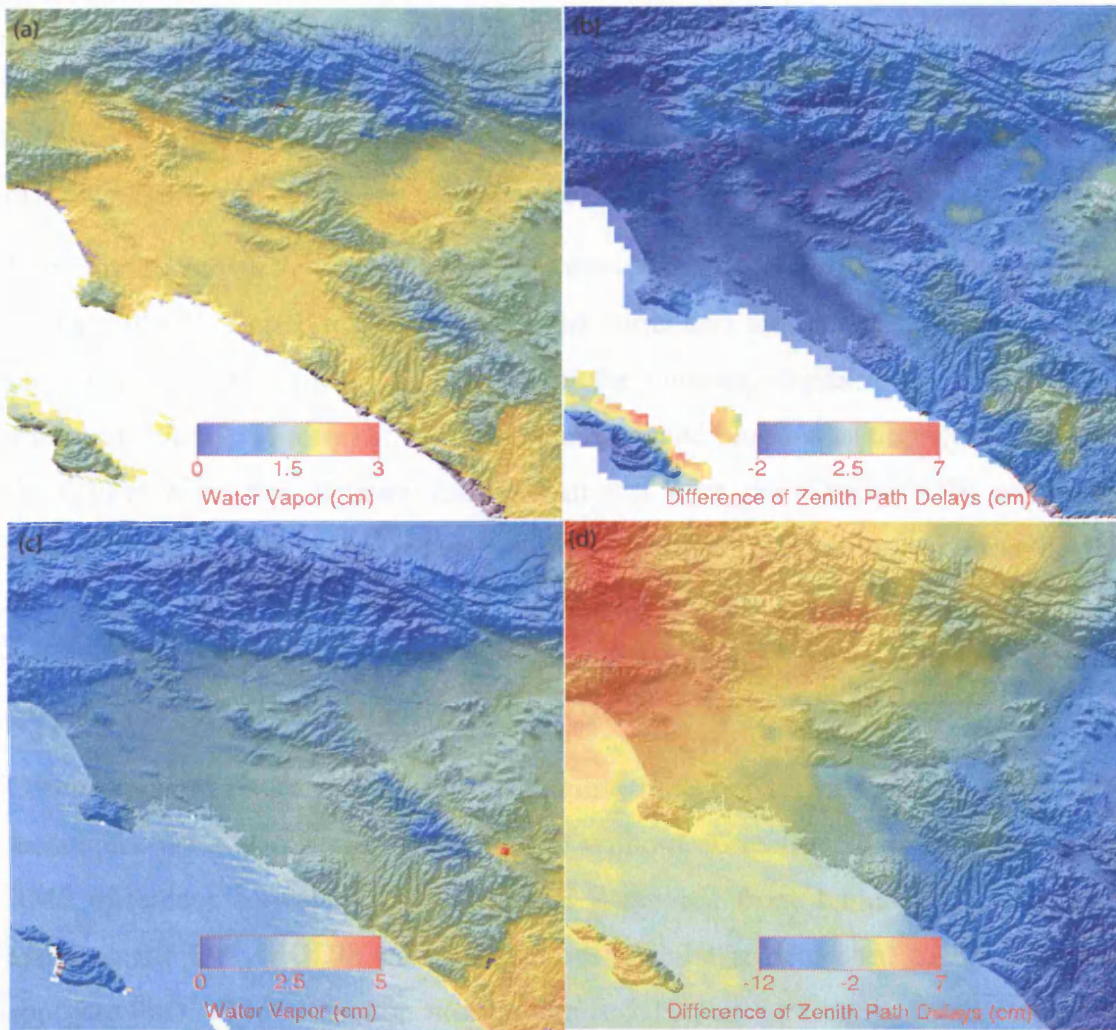 (a)
(b)
0 1.5 3
Water Vapor (cm)
-2 2.5 7
Difference of Zenith Path Delays (cm)
(c)
(d)
0 2.5 5
Water Vapor (cm)
-12 -2 7
Difference of Zenith Path Delays (cm)